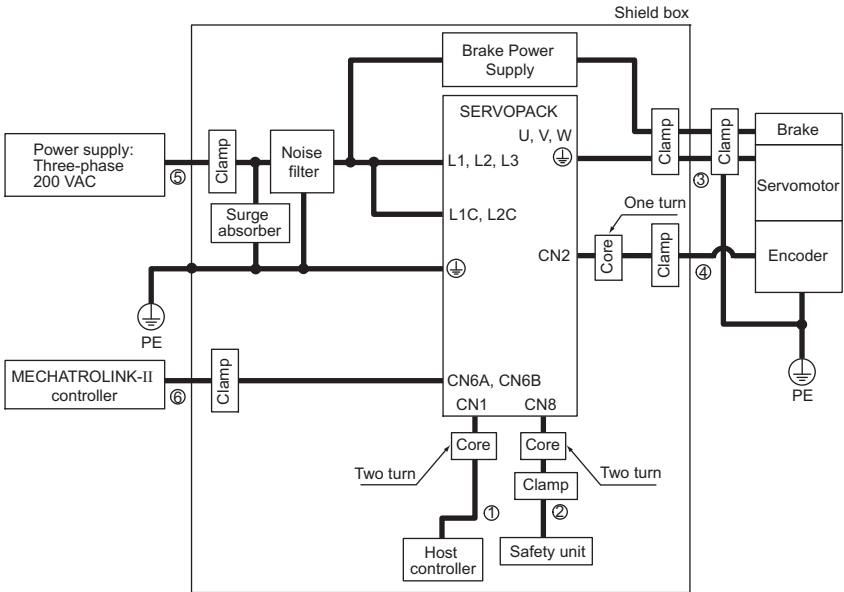 Shield box
Brake Power
Supply
SERVOPACK
U, V, W
Power supply:
Three-phase
200 VAC
⑤
Clamp
Noise
filter
L1, L2, L3
Clamp
Clamp
③
Brake
Servomotor
Surge
absorber
L1C, L2C
One turn
CN2
Core
Clamp
④
Encoder
PE
PE
MECHATROLINK-II
controller
⑥
Clamp
CN6A, CN6B
CN1
CN8
Core
Core
Two turn
Two turn
Clamp
①
②
Host
controller
Safety unit